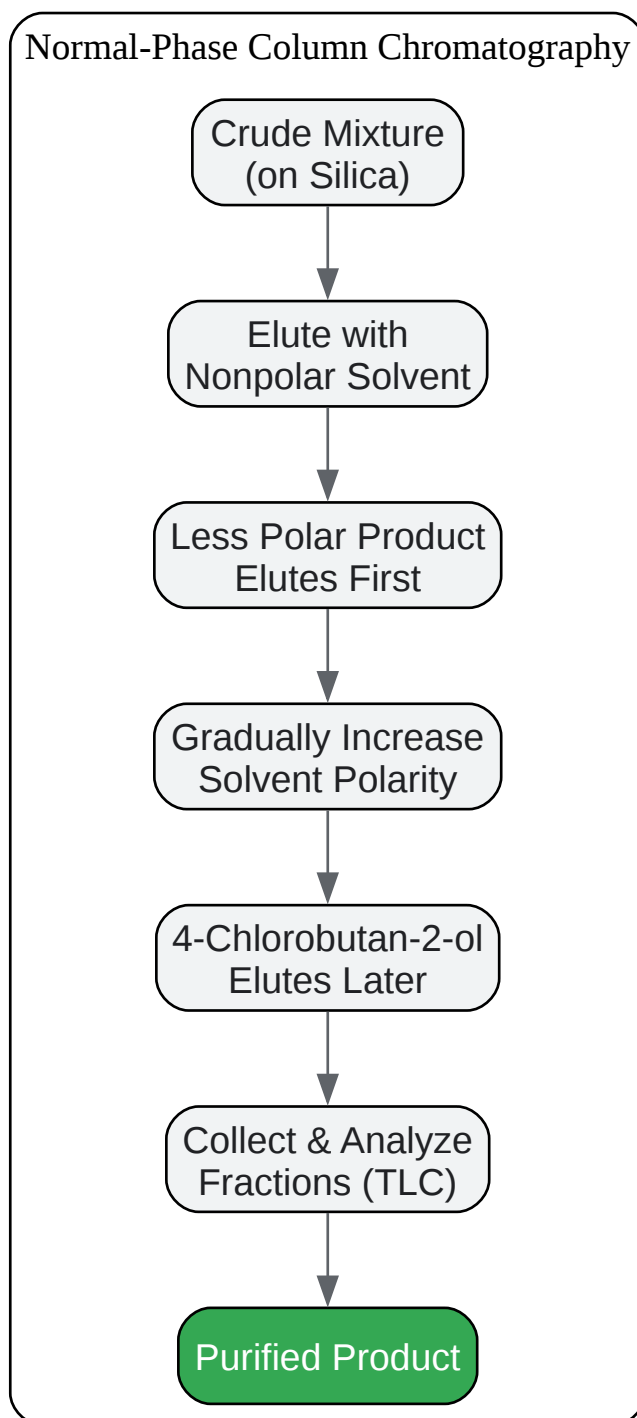 Normal-Phase Column Chromatography
Crude Mixture
(on Silica)
Elute with
Nonpolar Solvent
Less Polar Product
Elutes First
Gradually Increase
Solvent Polarity
4-Chlorobutan-2-ol
Elutes Later
Collect & Analyze
Fractions (TLC)
Purified Product